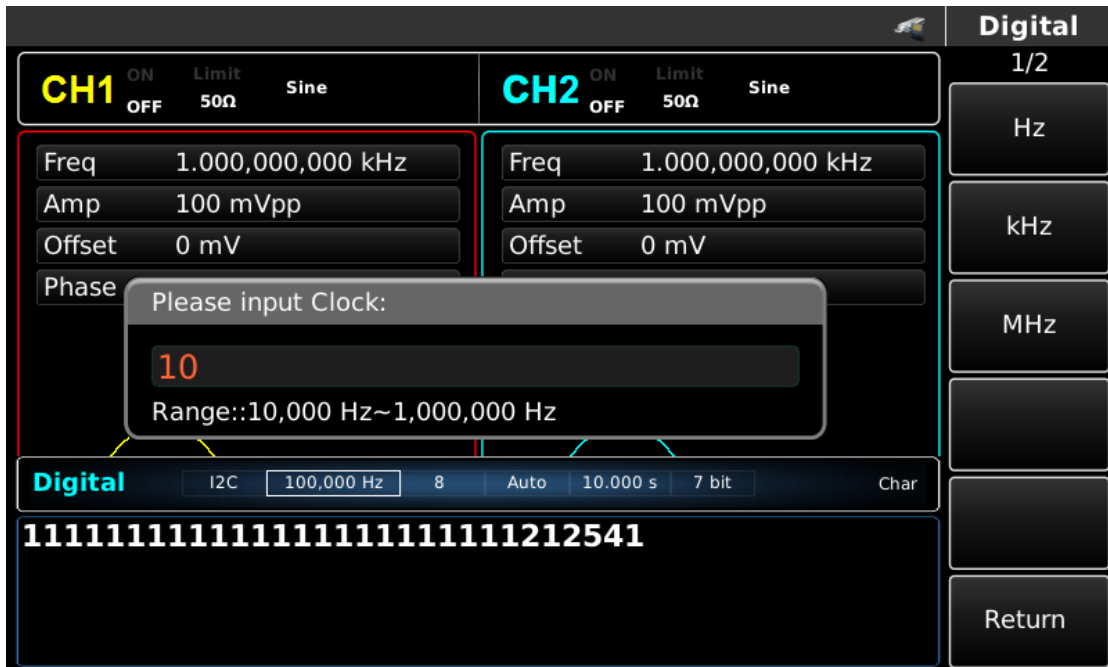 Digital
1/2
CH1 ON Limit Sine
OFF 50Ω
CH2 ON Limit Sine
OFF 50Ω
Freq 1.000,000,000 kHz
Amp 100 mVpp
Offset 0 mV
Phase
Freq 1.000,000,000 kHz
Amp 100 mVpp
Offset 0 mV
Please input Clock:
10
Range::10,000 Hz~1,000,000 Hz
Digital I2C 100,000 Hz 8 Auto 10.000 s 7 bit Char
11111111111111111111111212541
Hz
kHz
MHz
Return